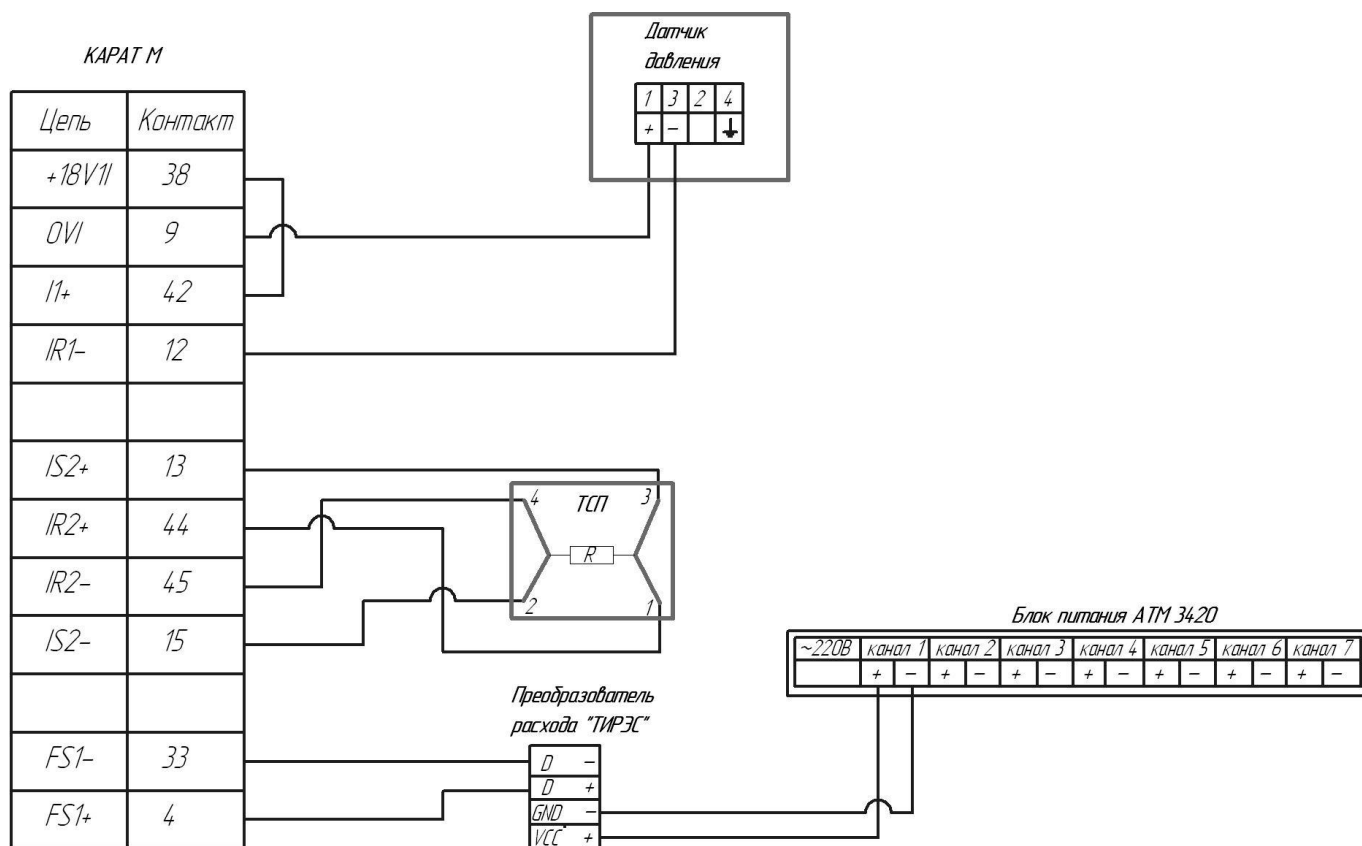 КАРАТ М
Цепь Контакт
+18V1I 38
0VI 9
I1+ 42
IR1- 12
IS2+ 13
IR2+ 44
IR2- 45
IS2- 15
FS1- 33
FS1+ 4
Датчик
давления
1 3 2 4
+ -
4 ТСП 3
R
2 1
Преобразователь
расхода "ТИРЭС"
D -
D +
GND -
VCC +
Блок питания АТМ 3420
~220В канал 1 канал 2 канал 3 канал 4 канал 5 канал 6 канал 7
+ - + - + - + - + - + - + -